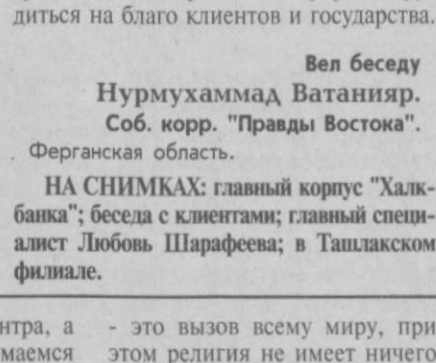 диться на благо клиентов и государства.
Вел беседу
Нурмухаммад Ватанияр.
Соб. корр. "Правды Востока".
Ферганская область.
НА СНИМКАХ: главный корпус "Халк-
банка"; беседа с клиентами; главный специ-
алист Любовь Шарафеева; в Ташлакском
филиале.
нтра, а - это вызов всему миру, при
маемся этом религия не имеет ничего